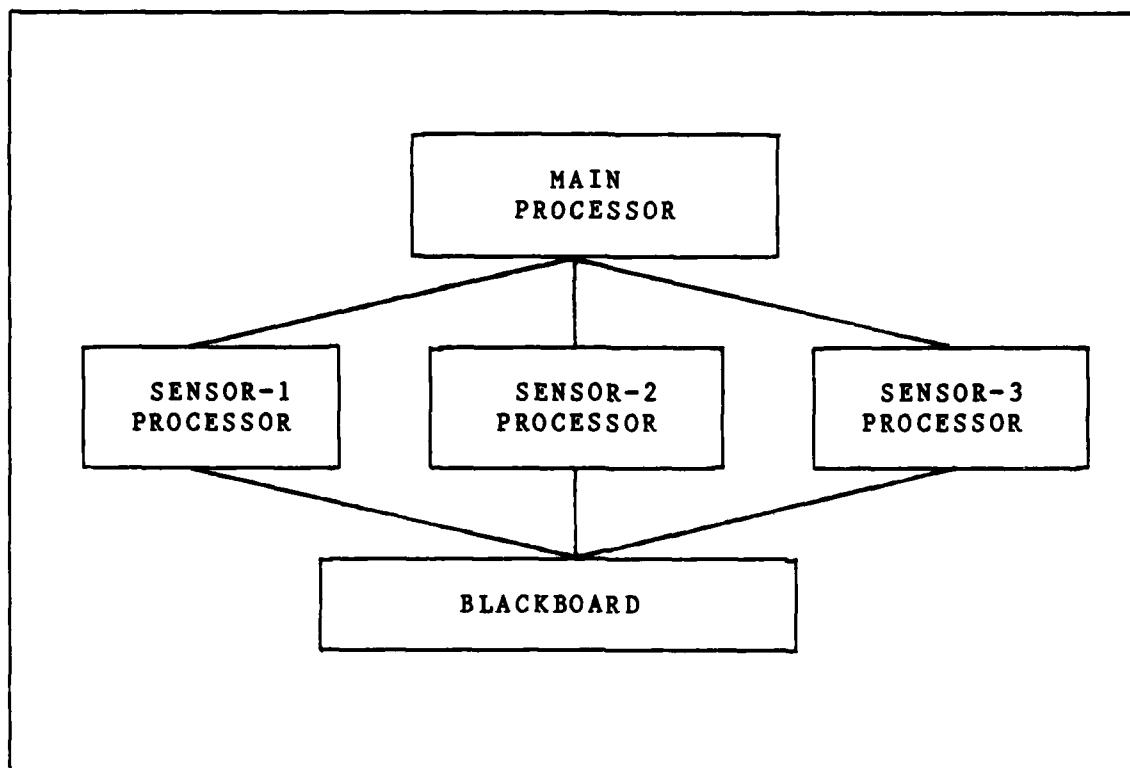 MAIN
PROCESSOR
SENSOR-1
PROCESSOR
SENSOR-2
PROCESSOR
SENSOR-3
PROCESSOR
BLACKBOARD